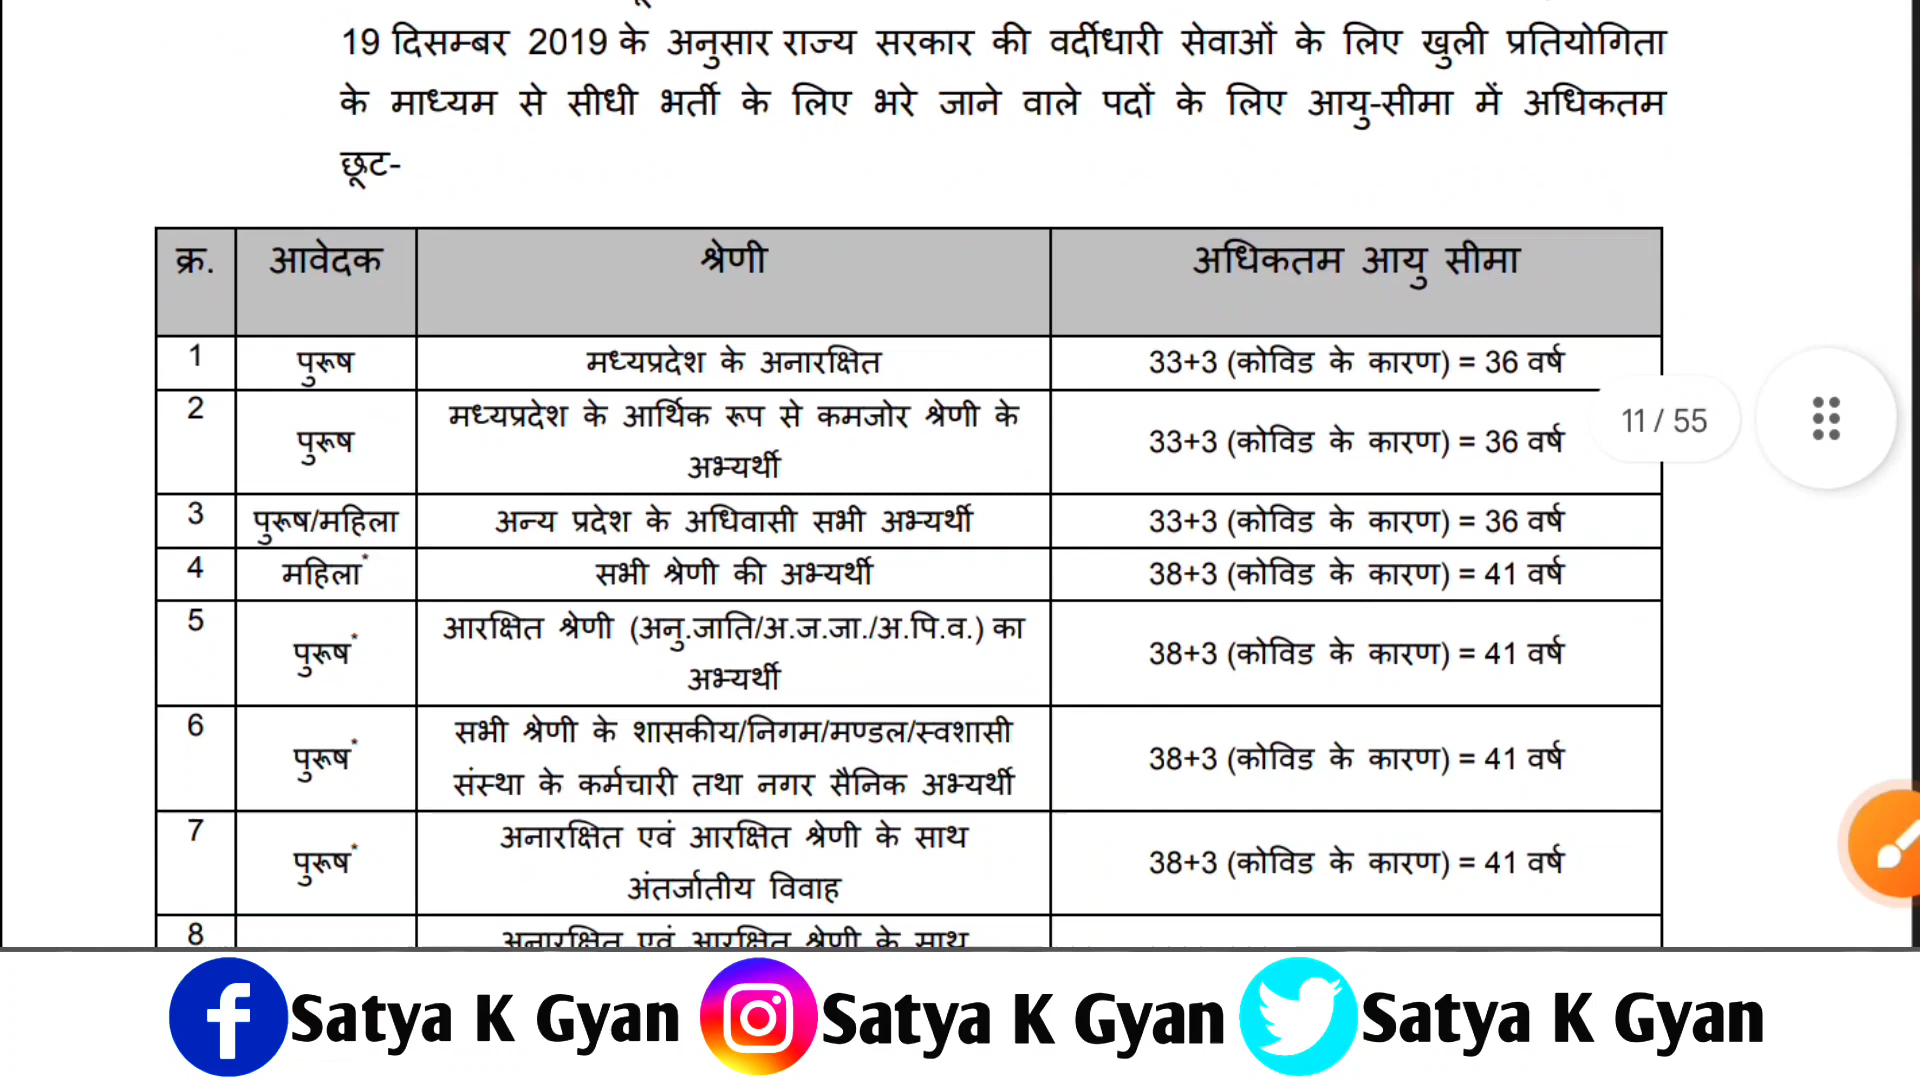 19 दिसम्बर 2019 के अनुसार राज्य सरकार की वर्दीधारी सेवाओं के लिए खुली प्रतियोगिता
के माध्यम से सीधी भर्ती के लिए भरे जाने वाले पदों के लिए आयु-सीमा में अधिकतम
छूट-
क्र. आवेदक श्रेणी अधिकतम आयु सीमा
1 पुरूष मध्यप्रदेश के अनारक्षित 33+3 (कोविड के कारण) = 36 वर्ष
2 पुरूष मध्यप्रदेश के आर्थिक रूप से कमजोर श्रेणी के
अभ्यर्थी 33+3 (कोविड के कारण) = 36 वर्ष
11 / 55
3 पुरूष/महिला अन्य प्रदेश के अधिवासी सभी अभ्यर्थी 33+3 (कोविड के कारण) = 36 वर्ष
4 महिला* सभी श्रेणी की अभ्यर्थी 38+3 (कोविड के कारण) = 41 वर्ष
5 पुरूष* आरक्षित श्रेणी (अनु.जाति/अ.ज.जा./अ.पि.व.) का
अभ्यर्थी 38+3 (कोविड के कारण) = 41 वर्ष
6 पुरूष* सभी श्रेणी के शासकीय/निगम/मण्डल/स्वशासी
संस्था के कर्मचारी तथा नगर सैनिक अभ्यर्थी 38+3 (कोविड के कारण) = 41 वर्ष
7 पुरूष* अनारक्षित एवं आरक्षित श्रेणी के साथ
अंतर्जातीय विवाह 38+3 (कोविड के कारण) = 41 वर्ष
8 अनारक्षित एवं आरक्षित श्रेणी के साथ
Satya K Gyan Satya K Gyan Satya K Gyan